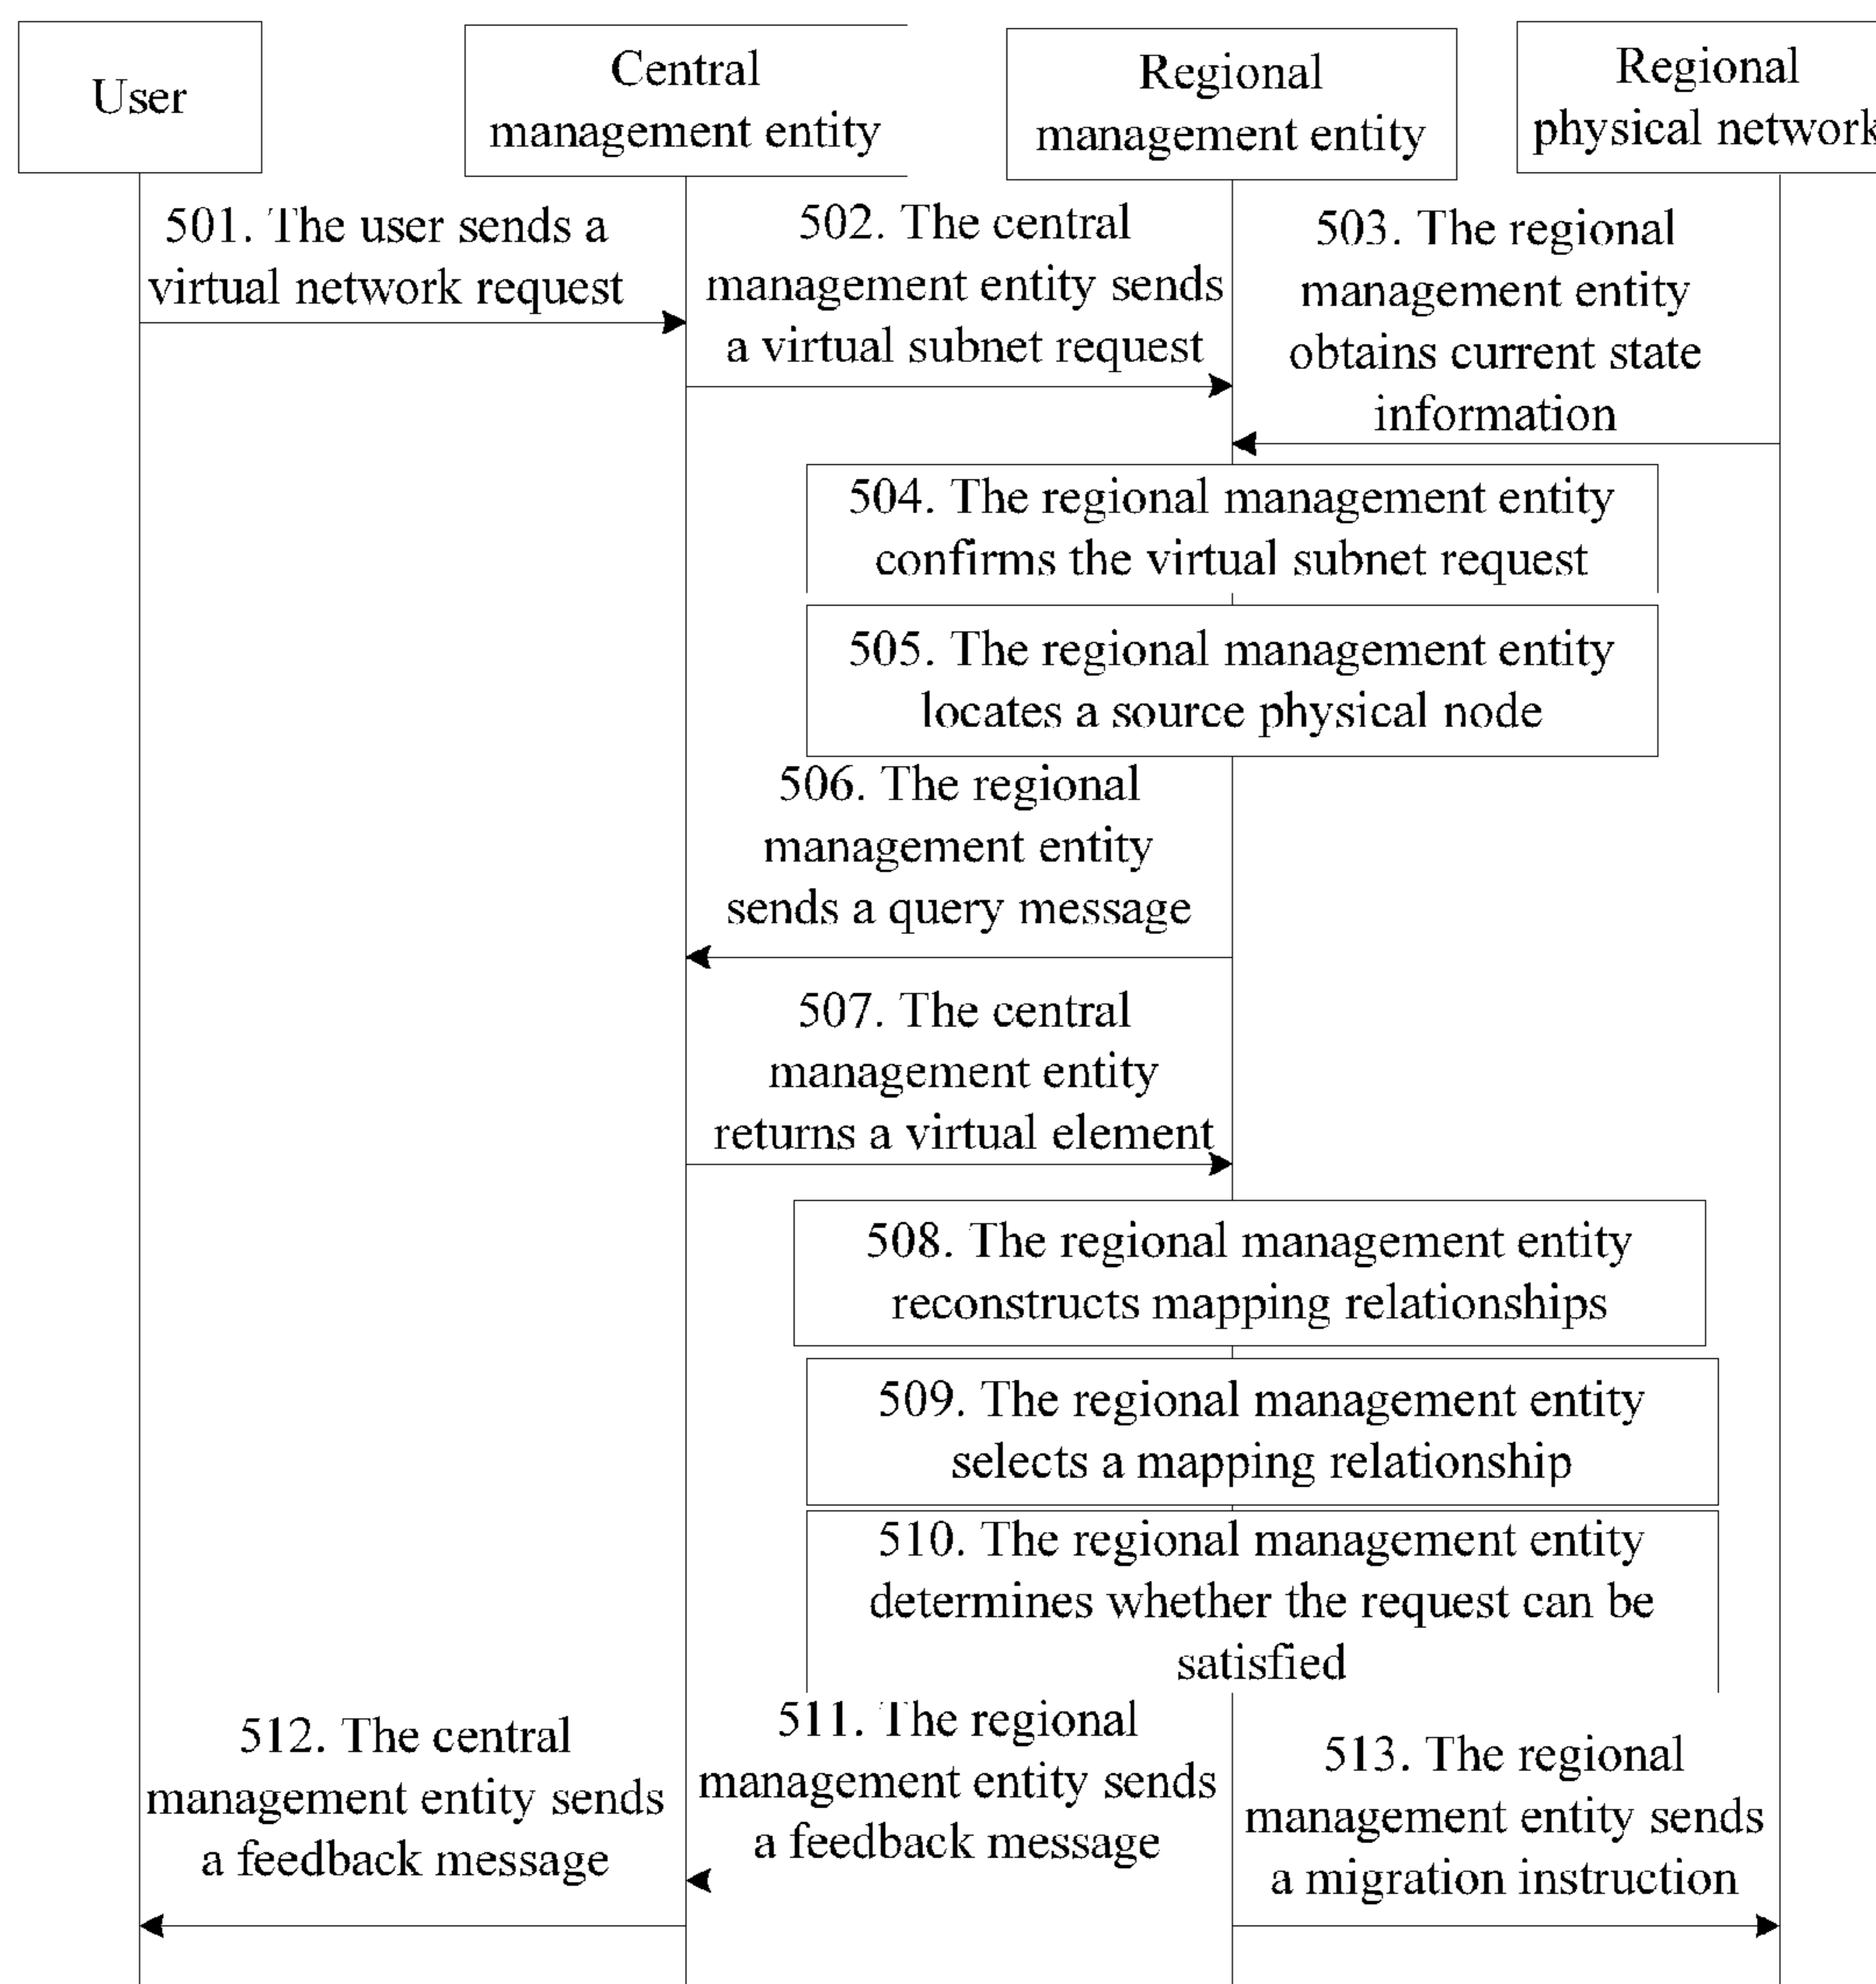 User
Central
management entity
Regional
management entity
Regional
physical network
501. The user sends a
virtual network request
502. The central
management entity sends
a virtual subnet request
503. The regional
management entity
obtains current state
information
504. The regional management entity
confirms the virtual subnet request
505. The regional management entity
locates a source physical node
506. The regional
management entity
sends a query message
507. The central
management entity
returns a virtual element
508. The regional management entity
reconstructs mapping relationships
509. The regional management entity
selects a mapping relationship
510. The regional management entity
determines whether the request can be
satisfied
511. The regional
management entity sends
a feedback message
512. The central
management entity sends
a feedback message
513. The regional
management entity sends
a migration instruction